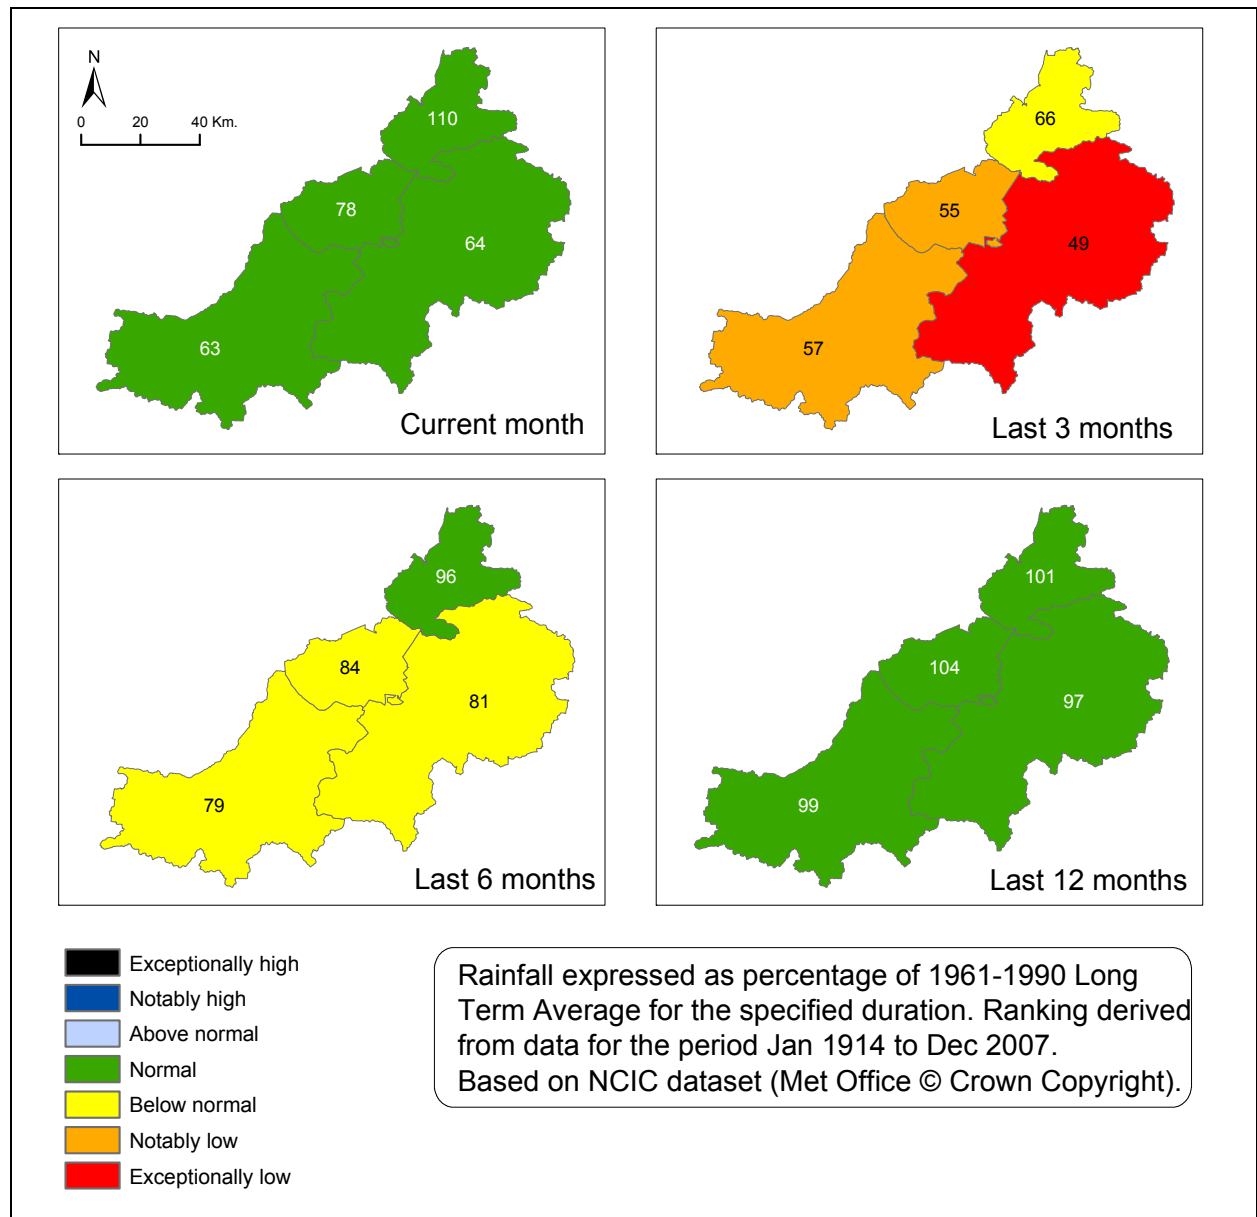 N
0 20 40 Km.
110
78
64
63
Current month
66
55
49
57
Last 3 months
96
84
81
79
Last 6 months
101
104
97
99
Last 12 months
Exceptionally high
Notably high
Above normal
Normal
Below normal
Notably low
Exceptionally low
Rainfall expressed as percentage of 1961-1990 Long
Term Average for the specified duration. Ranking derived
from data for the period Jan 1914 to Dec 2007.
Based on NCIC dataset (Met Office © Crown Copyright).